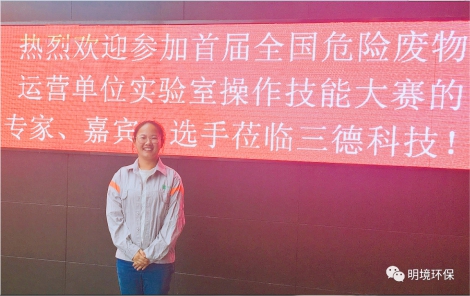 热烈欢迎参加首届全国危险废物
运营单位实验室操作技能大赛的
专家、嘉宾 选手莅临三德科技！
明境环保